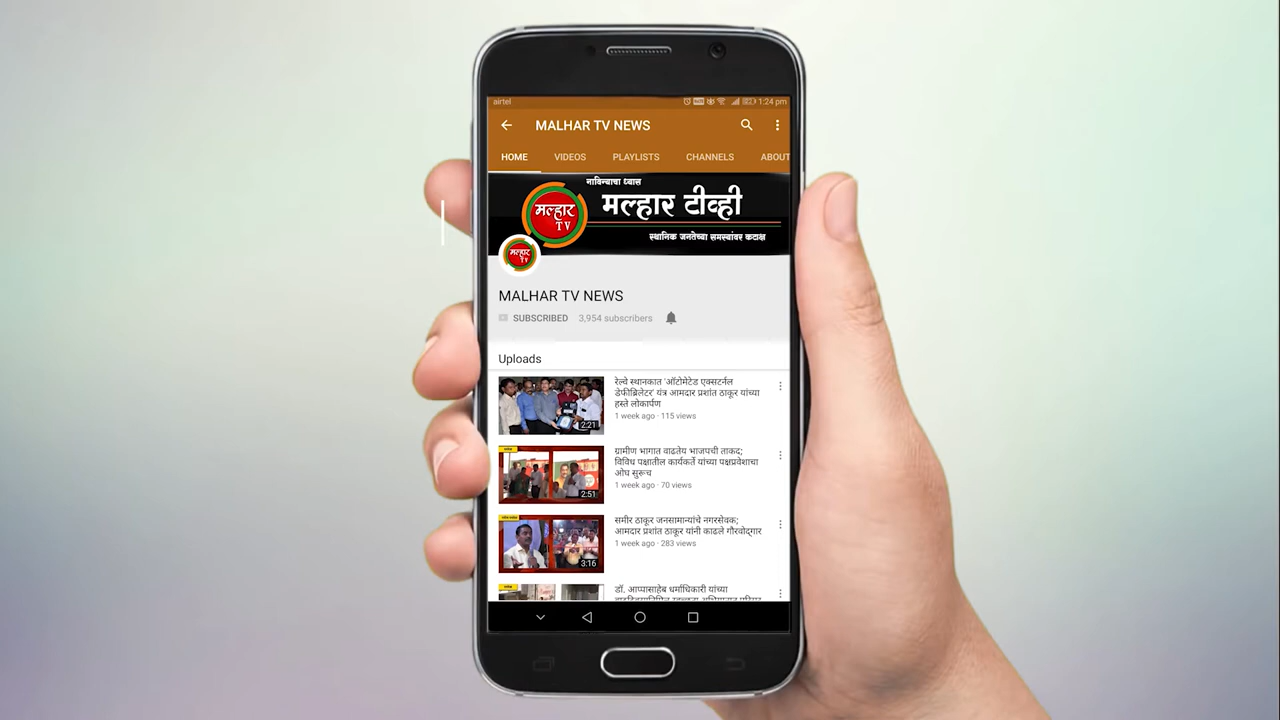 airtel 1:24 pm
MALHAR TV NEWS
HOME VIDEOS PLAYLISTS CHANNELS ABOUT
नाविन्याचा ध्यास
मल्हार टीव्ही
मल्हार
TV
स्थानिक जनतेच्या समस्यांवर कटाक्ष
मल्हार
TV
MALHAR TV NEWS
SUBSCRIBED 3,954 subscribers
Uploads
रेल्वे स्थानकात 'ऑटोमेटेड एक्सटर्नल
डेफीब्रिलेटर' यंत्र आमदार प्रशांत ठाकूर यांच्या
हस्ते लोकार्पण
1 week ago · 115 views
2:21
ग्रामीण भागात वाढतेय भाजपची ताकद;
विविध पक्षातील कार्यकर्ते यांच्या पक्षप्रवेशाचा
ओघ सुरूच
1 week ago · 70 views
2:51
समीर ठाकूर जनसामान्यांचे नगरसेवक;
आमदार प्रशांत ठाकूर यांनी काढले गौरवोद्गार
1 week ago · 283 views
3:16
डॉ. आप्पासाहेब धर्माधिकारी यांच्या